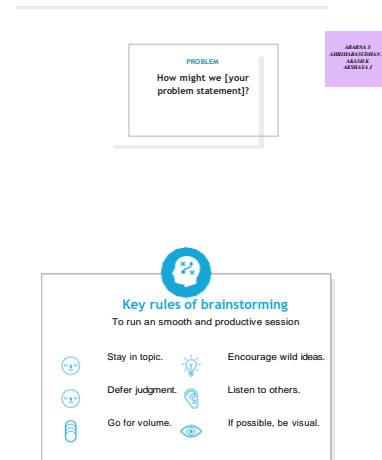 PROBLEM
How might we [your
problem statement]?
ABARNA S
AKASH K
AKSHAYA J
Key rules of brainstorming
To run an smooth and productive session
Stay in topic.
Encourage wild ideas.
Defer judgment.
Listen to others.
Go for volume.
If possible, be visual.